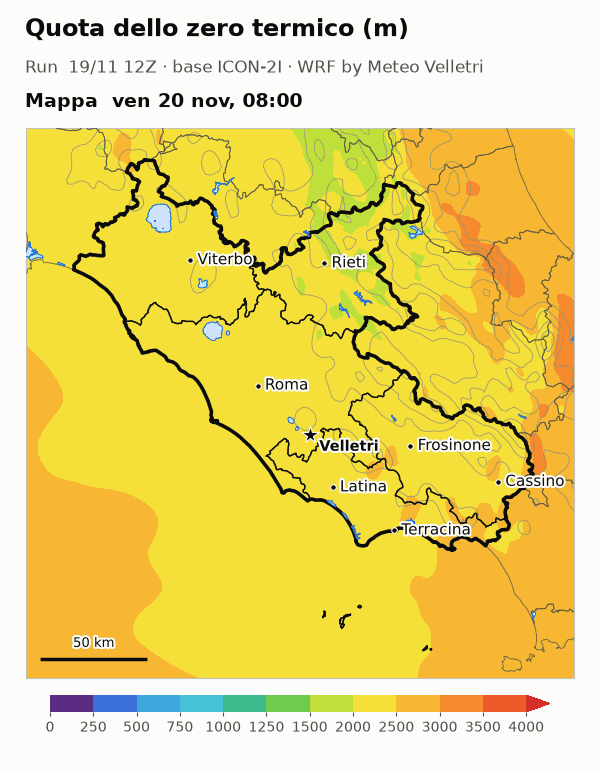 Quota dello zero termico (m)
Run  19/11 12Z · base ICON-2I · WRF by Meteo Velletri
Mappa  ven 20 nov, 08:00
Viterbo
Rieti
Roma
Velletri
Frosinone
Cassino
Latina
Terracina
50 km
0 250 500 750 1000 1250 1500 2000 2500 3000 3500 4000